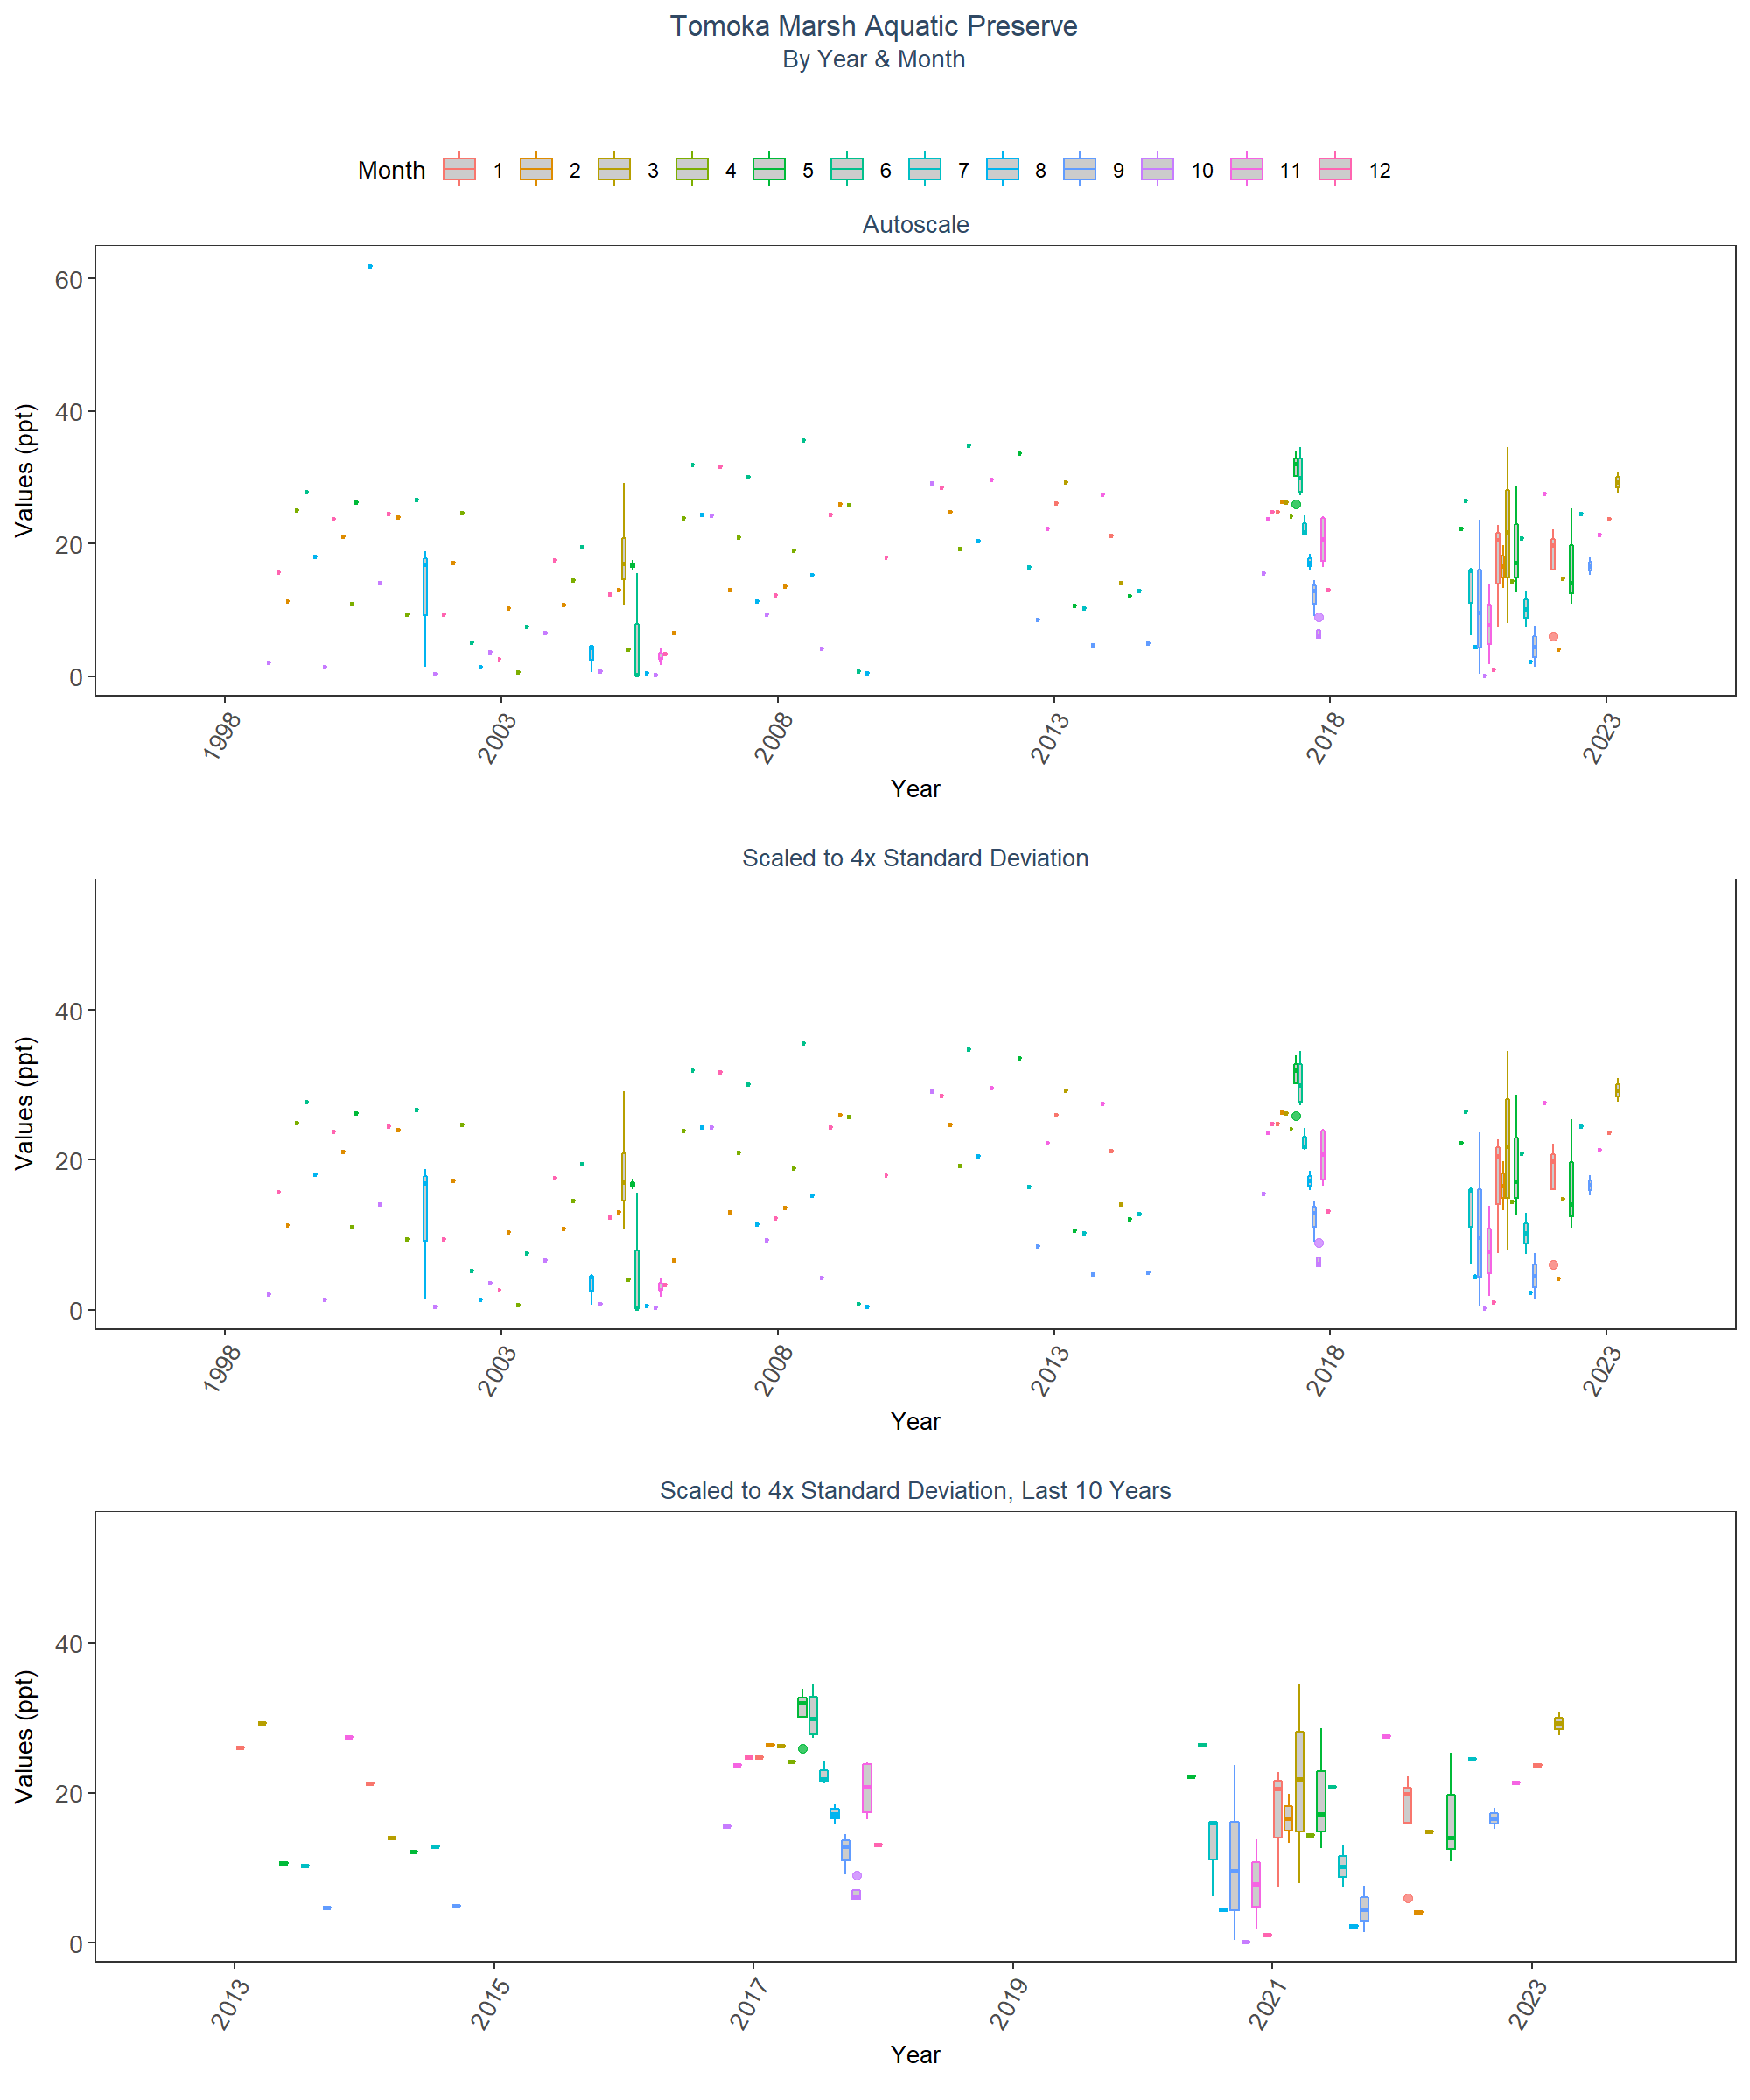 Tomoka Marsh Aquatic Preserve
By Year & Month
Month 1 2 3 4 5 6 7 8 9 10 11 12
Autoscale
Values (ppt)
60
40
20
0
1998 2003 2008 2013 2018 2023
Year
Scaled to 4x Standard Deviation
Values (ppt)
40
20
0
1998 2003 2008 2013 2018 2023
Year
Scaled to 4x Standard Deviation, Last 10 Years
Values (ppt)
40
20
0
2013 2015 2017 2019 2021 2023
Year